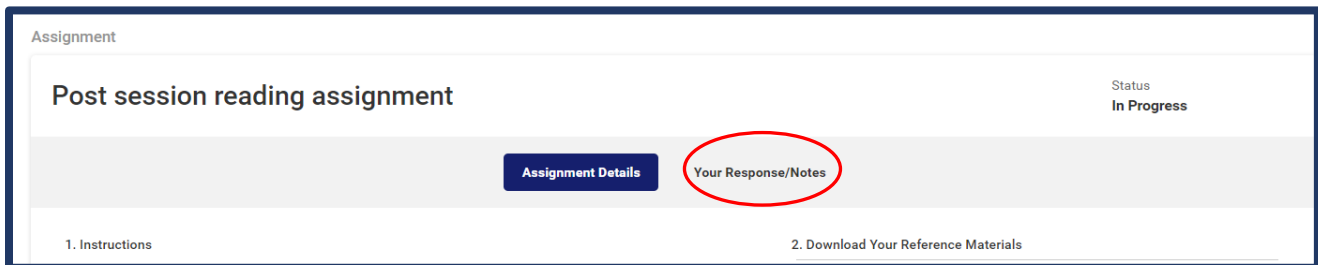 Assignment
Post session reading assignment
Status
In Progress
Assignment Details
Your Response/Notes
1. Instructions
2. Download Your Reference Materials